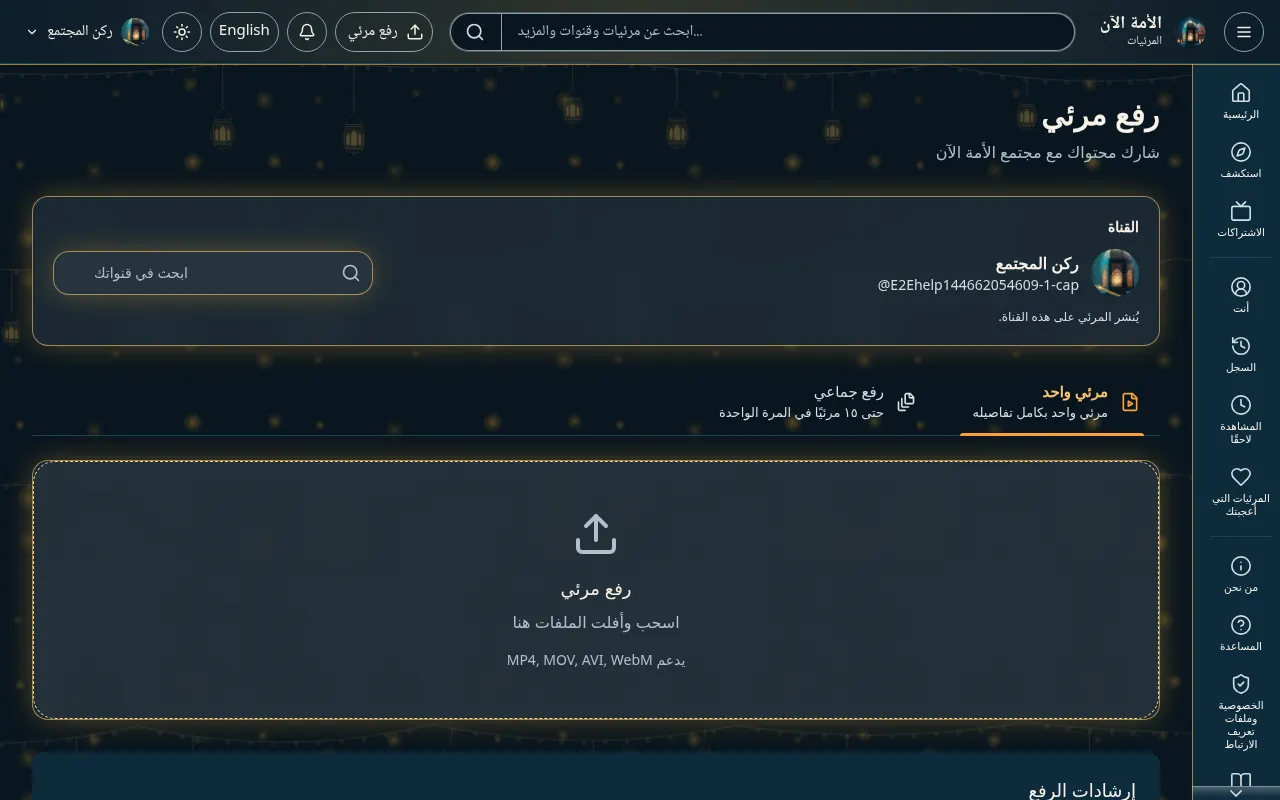 الأمة الآن
المرئيات
ابحث عن مرئيات وقنوات والمزيد...
رفع مرئي
English
ركن المجتمع
الرئيسية
استكشف
الاشتراكات
أنت
السجل
المشاهدة
لاحقًا
المرئيات التي
أعجبتك
من نحن
المساعدة
الخصوصية
وملفات
تعريف
الارتباط
رفع مرئي
شارك محتواك مع مجتمع الأمة الآن
القناة
ركن المجتمع
@E2Ehelp144662054609-1-cap
يُنشر المرئي على هذه القناة.
ابحث في قنواتك
مرئي واحد
مرئي واحد بكامل تفاصيله
رفع جماعي
حتى ١٥ مرئيًا في المرة الواحدة
رفع مرئي
اسحب وأفلت الملفات هنا
يدعم MP4, MOV, AVI, WebM
إرشادات الرفع